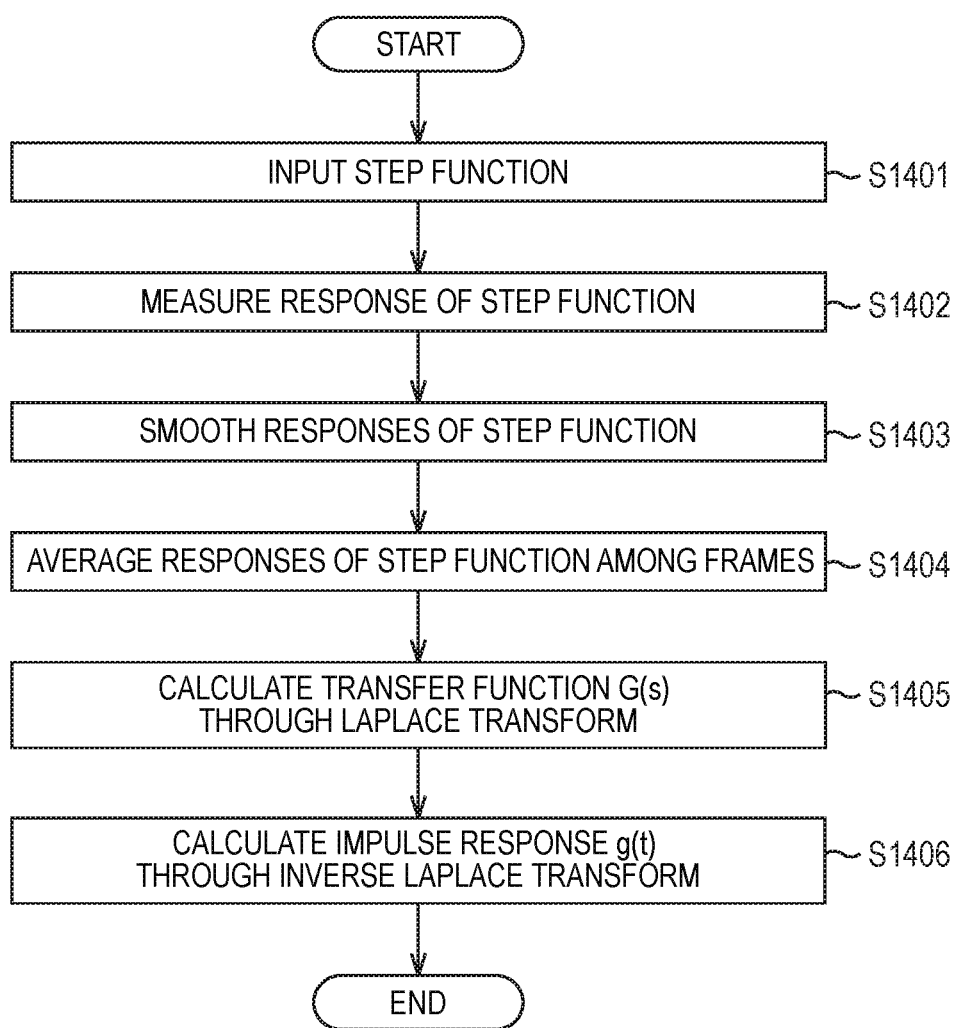 START
INPUT STEP FUNCTION
S1401
MEASURE RESPONSE OF STEP FUNCTION
S1402
SMOOTH RESPONSES OF STEP FUNCTION
S1403
AVERAGE RESPONSES OF STEP FUNCTION AMONG FRAMES
S1404
CALCULATE TRANSFER FUNCTION G(s)
THROUGH LAPLACE TRANSFORM
S1405
CALCULATE IMPULSE RESPONSE g(t)
THROUGH INVERSE LAPLACE TRANSFORM
S1406
END